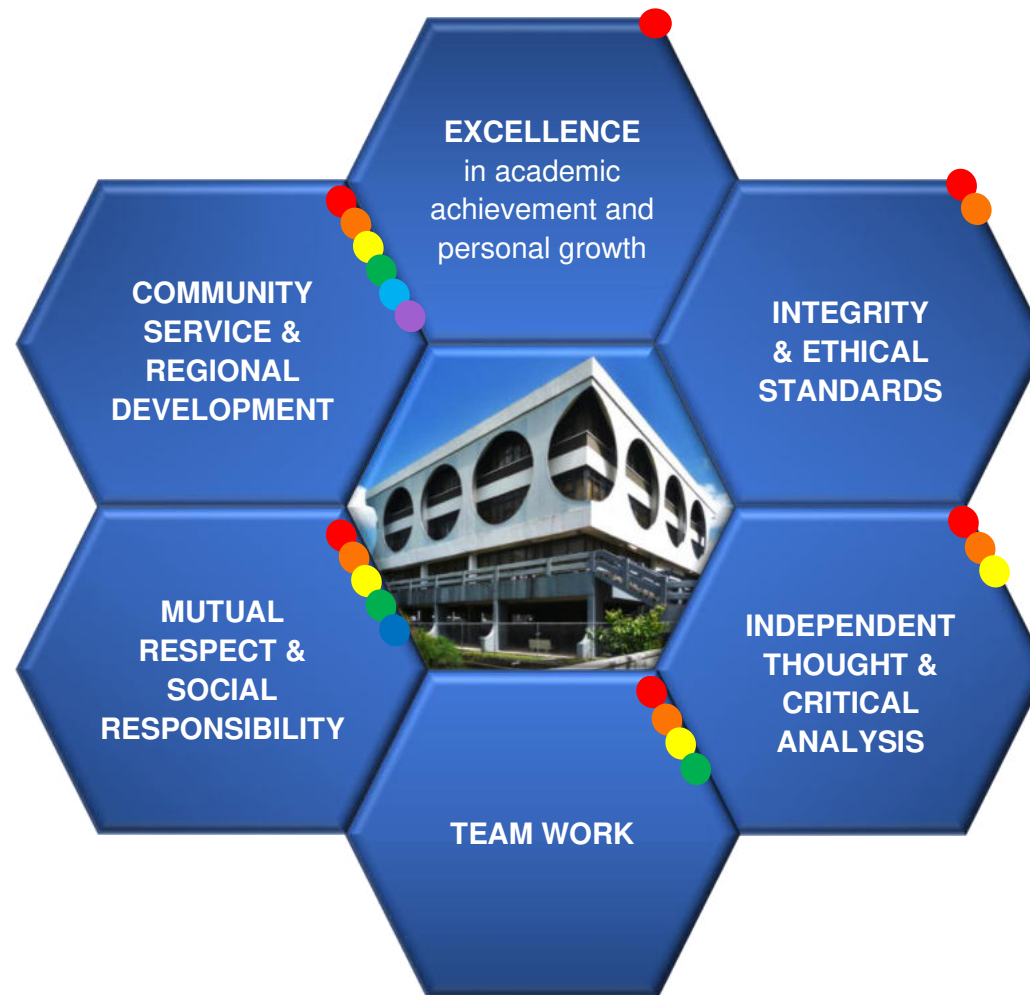 EXCELLENCE
in academic
achievement and
personal growth
INTEGRITY
& ETHICAL
STANDARDS
INDEPENDENT
THOUGHT &
CRITICAL
ANALYSIS
TEAM WORK
MUTUAL
RESPECT &
SOCIAL
RESPONSIBILITY
COMMUNITY
SERVICE &
REGIONAL
DEVELOPMENT